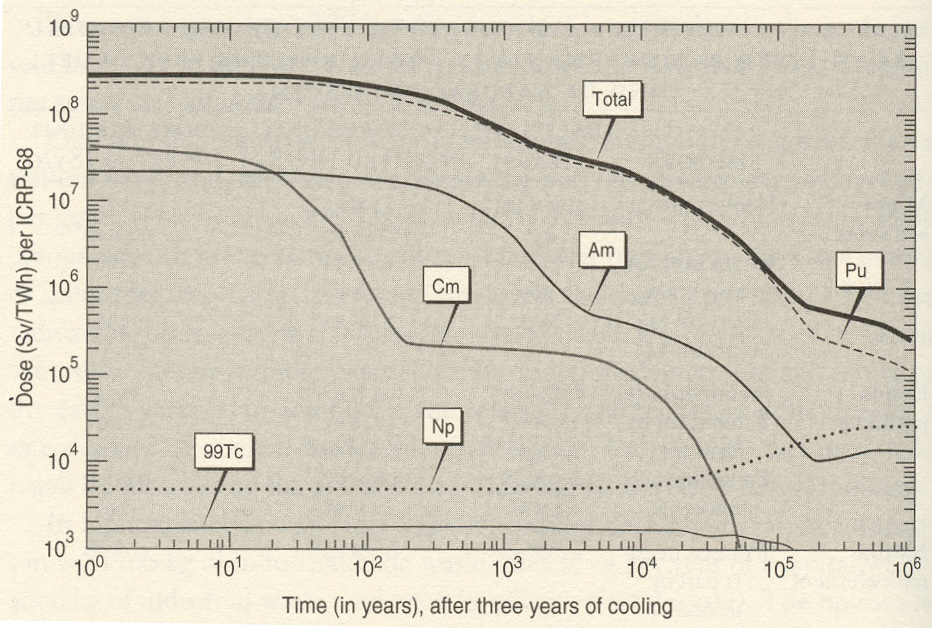 10⁹
10⁸
10⁷
10⁶
10⁵
10⁴
10³
Dose (Sv/TWh) per ICRP-68
Total
Am
Pu
Cm
Np
99Tc
10⁰ 10¹ 10² 10³ 10⁴ 10⁵ 10⁶
Time (in years), after three years of cooling